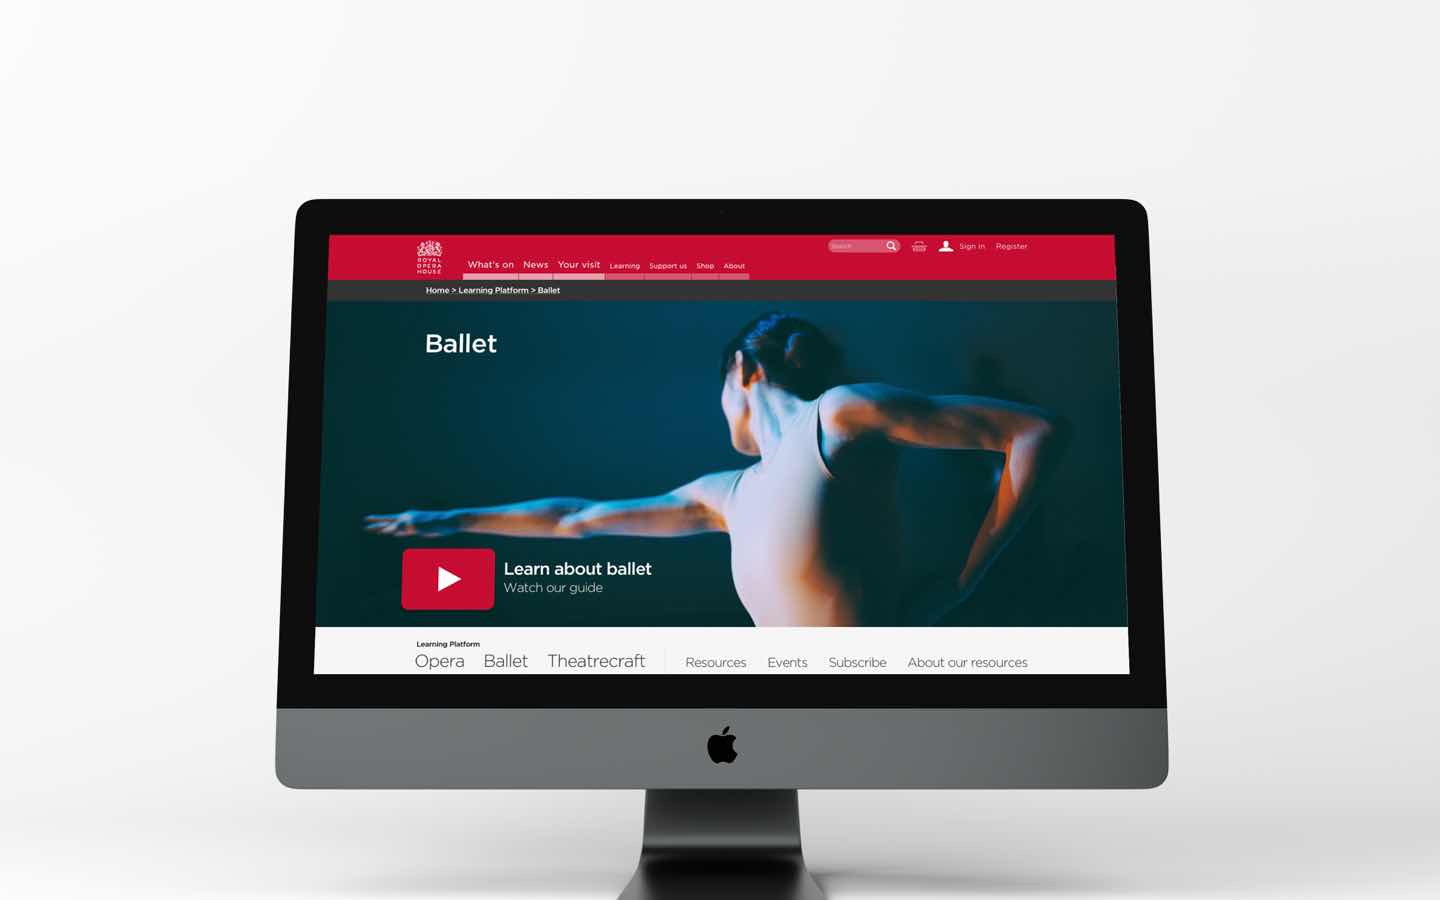 ROYAL
OPERA
HOUSE
What's on News Your visit Learning Support us Shop About
Search
Sign in Register
Home > Learning Platform > Ballet
Ballet
Learn about ballet
Watch our guide
Learning Platform
Opera Ballet Theatrecraft Resources Events Subscribe About our resources